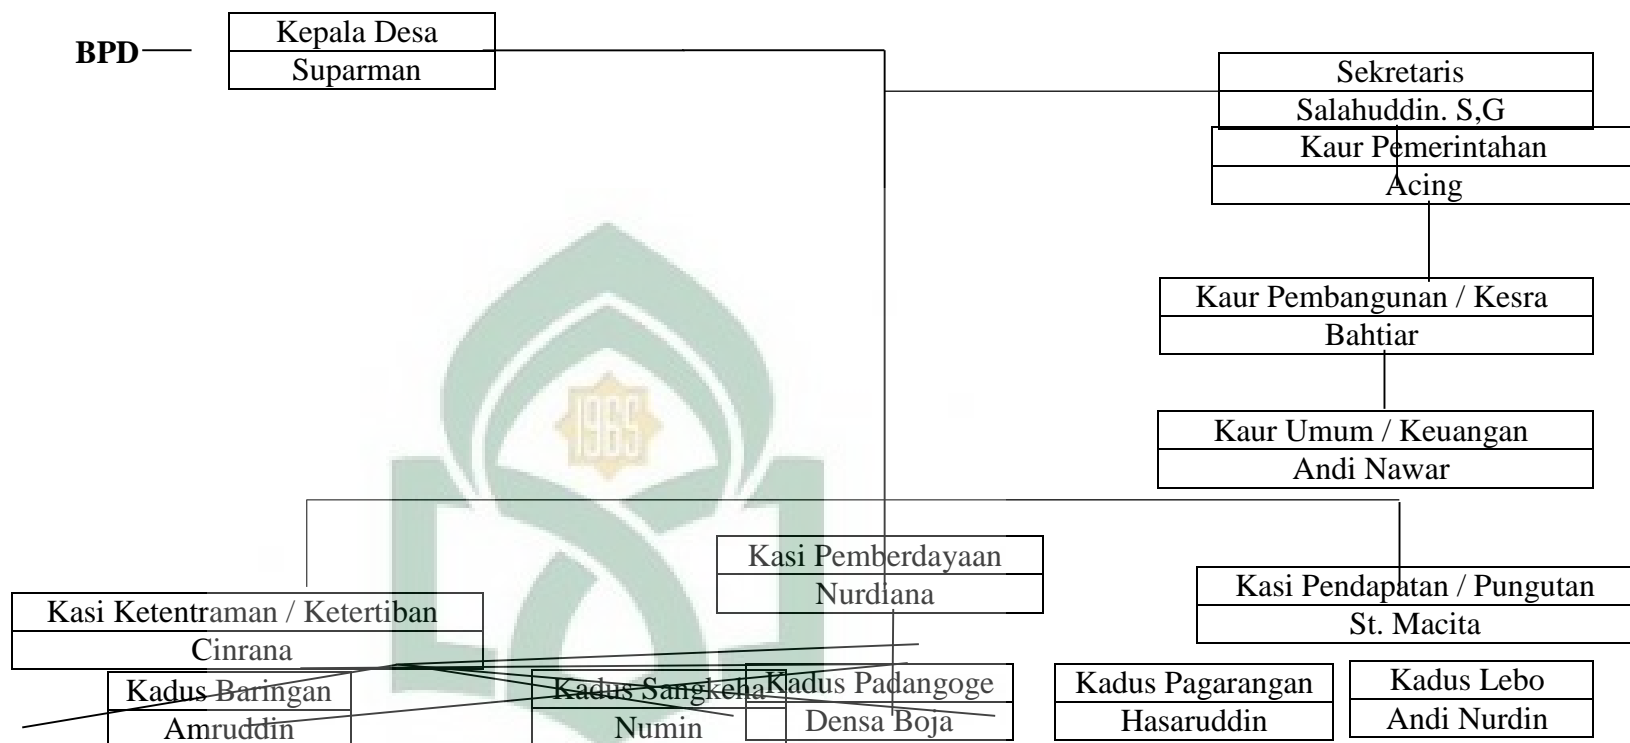 BPD
Kepala Desa
Suparman
Sekretaris
Salahuddin. S,G
Kaur Pemerintahan
Acing
Kaur Pembangunan / Kesra
Bahtiar
1965
Kaur Umum / Keuangan
Andi Nawar
Kasi Pemberdayaan
Nurdiana
Kasi Pendapatan / Pungutan
St. Macita
Kasi Ketentraman / Ketertiban
Cinrana
Kadus Baringan
Amruddin
Kadus Sangkeha
Numin
Kadus Padangoge
Densa Boja
Kadus Pagarangan
Hasaruddin
Kadus Lebo
Andi Nurdin